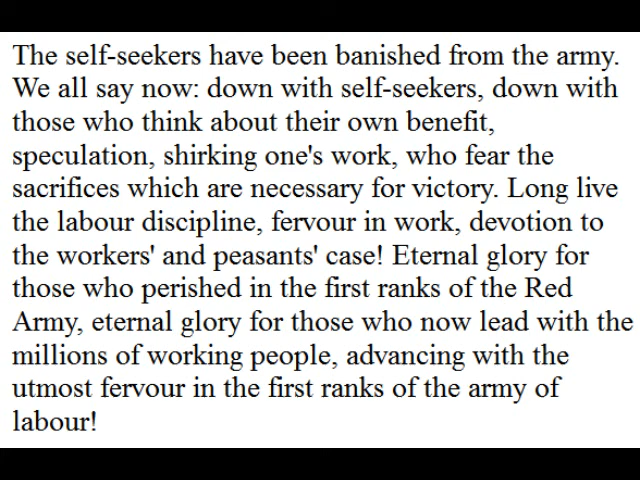 The self-seekers have been banished from the army.
We all say now: down with self-seekers, down with
those who think about their own benefit,
speculation, shirking one's work, who fear the
sacrifices which are necessary for victory. Long live
the labour discipline, fervour in work, devotion to
the workers' and peasants' case! Eternal glory for
those who perished in the first ranks of the Red
Army, eternal glory for those who now lead with the
millions of working people, advancing with the
utmost fervour in the first ranks of the army of
labour!